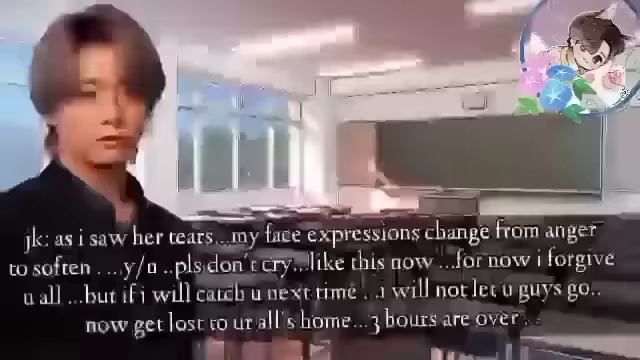 jk: as i saw her tears...my face expressions change from anger
to soften ....y/n ..pls don't cry...like this now ...for now i forgive
u all ...but if i will catch u next time ...i will not let u guys go..
now get lost to ur all's home...3 hours are over ..